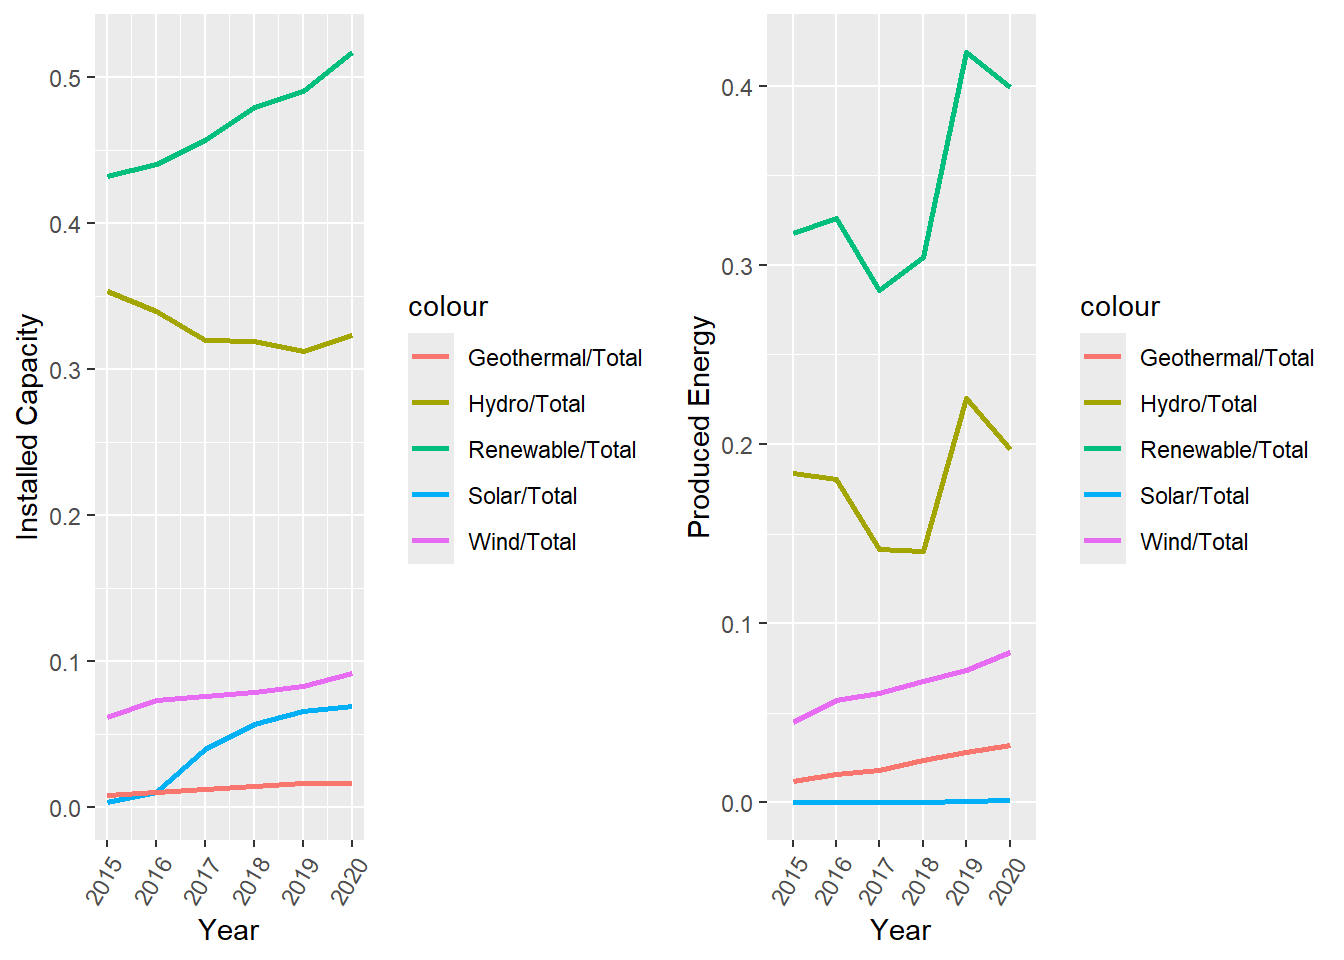 Installed Capacity
0.5
0.4
0.3
0.2
0.1
0.0
2015
2016
2017
2018
2019
2020
Year
colour
Geothermal/Total
Hydro/Total
Renewable/Total
Solar/Total
Wind/Total
Produced Energy
0.4
0.3
0.2
0.1
0.0
2015
2016
2017
2018
2019
2020
Year
colour
Geothermal/Total
Hydro/Total
Renewable/Total
Solar/Total
Wind/Total